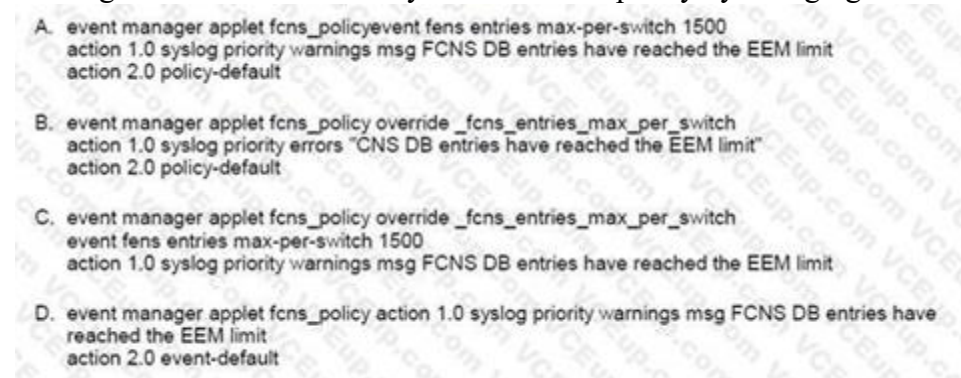 A. event manager applet fcns_policyevent fens entries max-per-switch 1500
action 1.0 syslog priority warnings msg FCNS DB entries have reached the EEM limit
action 2.0 policy-default
B. event manager applet fcns_policy override _fcns_entries_max_per_switch
action 1.0 syslog priority errors "CNS DB entries have reached the EEM limit"
action 2.0 policy-default
C. event manager applet fcns_policy override _fcns_entries_max_per_switch
event fens entries max-per-switch 1500
action 1.0 syslog priority warnings msg FCNS DB entries have reached the EEM limit
D. event manager applet fcns_policy action 1.0 syslog priority warnings msg FCNS DB entries have
reached the EEM limit
action 2.0 event-default